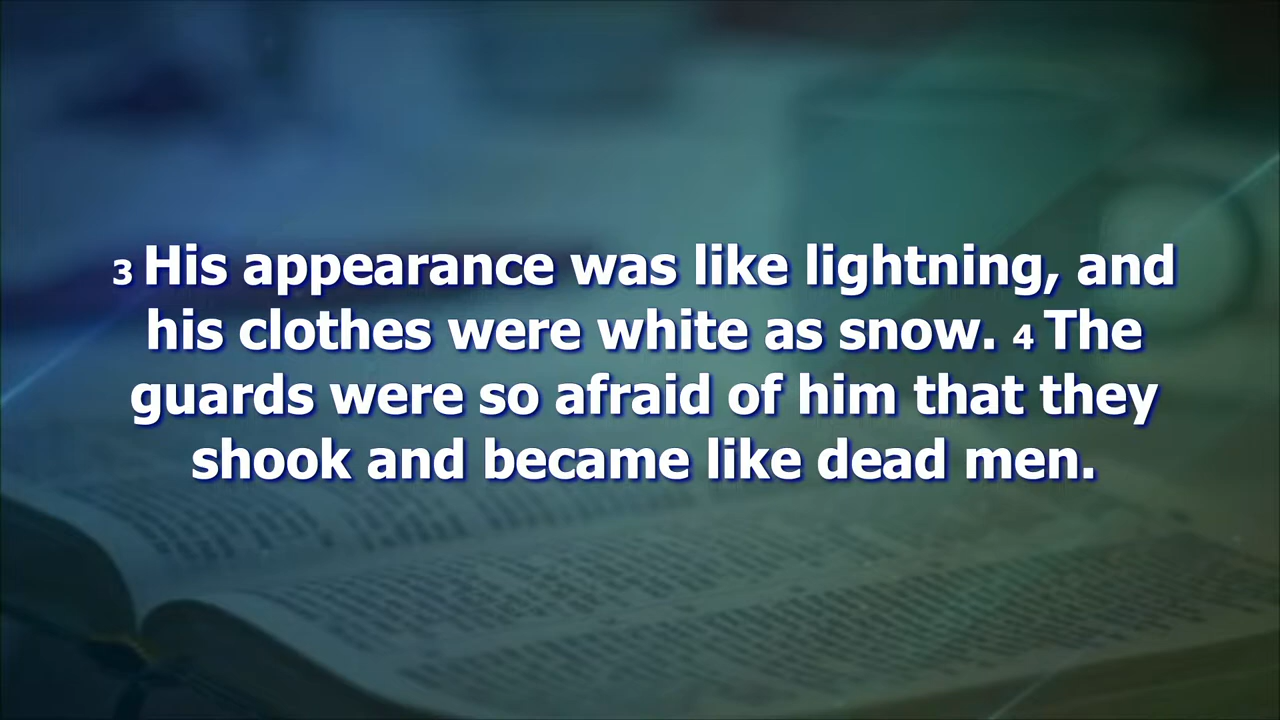 3 His appearance was like lightning, and
his clothes were white as snow. 4 The
guards were so afraid of him that they
shook and became like dead men.